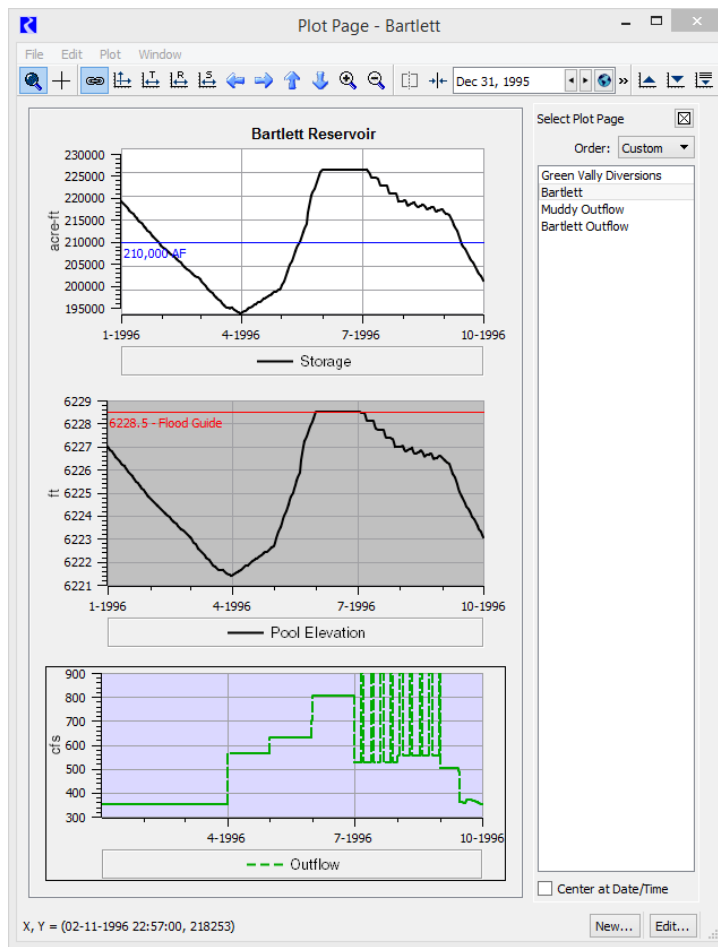 Plot Page - Bartlett
File Edit Plot Window
T R S Dec 31, 1995 »
Bartlett Reservoir
230000
225000
220000
215000
210000
205000
200000
195000
acre-ft
210,000 AF
1-1996 4-1996 7-1996 10-1996
Storage
6229
6228
6227
6226
6225
6224
6223
6222
6221
ft
6228.5 - Flood Guide
1-1996 4-1996 7-1996 10-1996
Pool Elevation
900
800
700
600
500
400
300
cfs
4-1996 7-1996 10-1996
Outflow
Select Plot Page
Order: Custom
Green Vally Diversions
Bartlett
Muddy Outflow
Bartlett Outflow
Center at Date/Time
X, Y = (02-11-1996 22:57:00, 218253)
New... Edit...